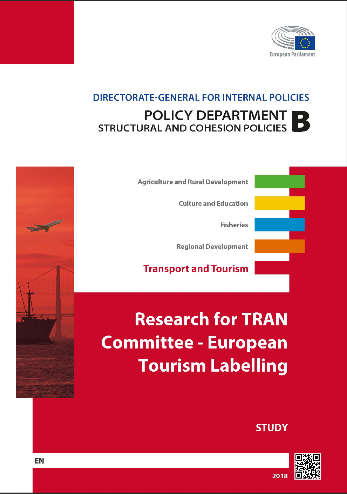 European Parliament
DIRECTORATE-GENERAL FOR INTERNAL POLICIES
POLICY DEPARTMENT B
STRUCTURAL AND COHESION POLICIES
Agriculture and Rural Development
Culture and Education
Fisheries
Regional Development
Transport and Tourism
Research for TRAN
Committee - European
Tourism Labelling
STUDY
EN
2018